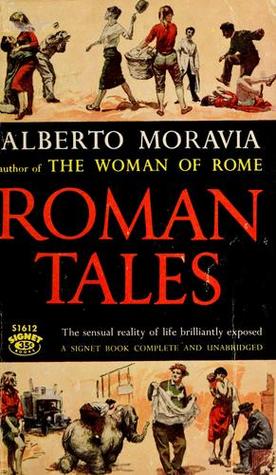 ALBERTO MORAVIA
author of THE WOMAN OF ROME
ROMAN
TALES
S1612
SIGNET
35¢
BOOKS
The sensual reality of life brilliantly exposed
A SIGNET BOOK COMPLETE AND UNABRIDGED